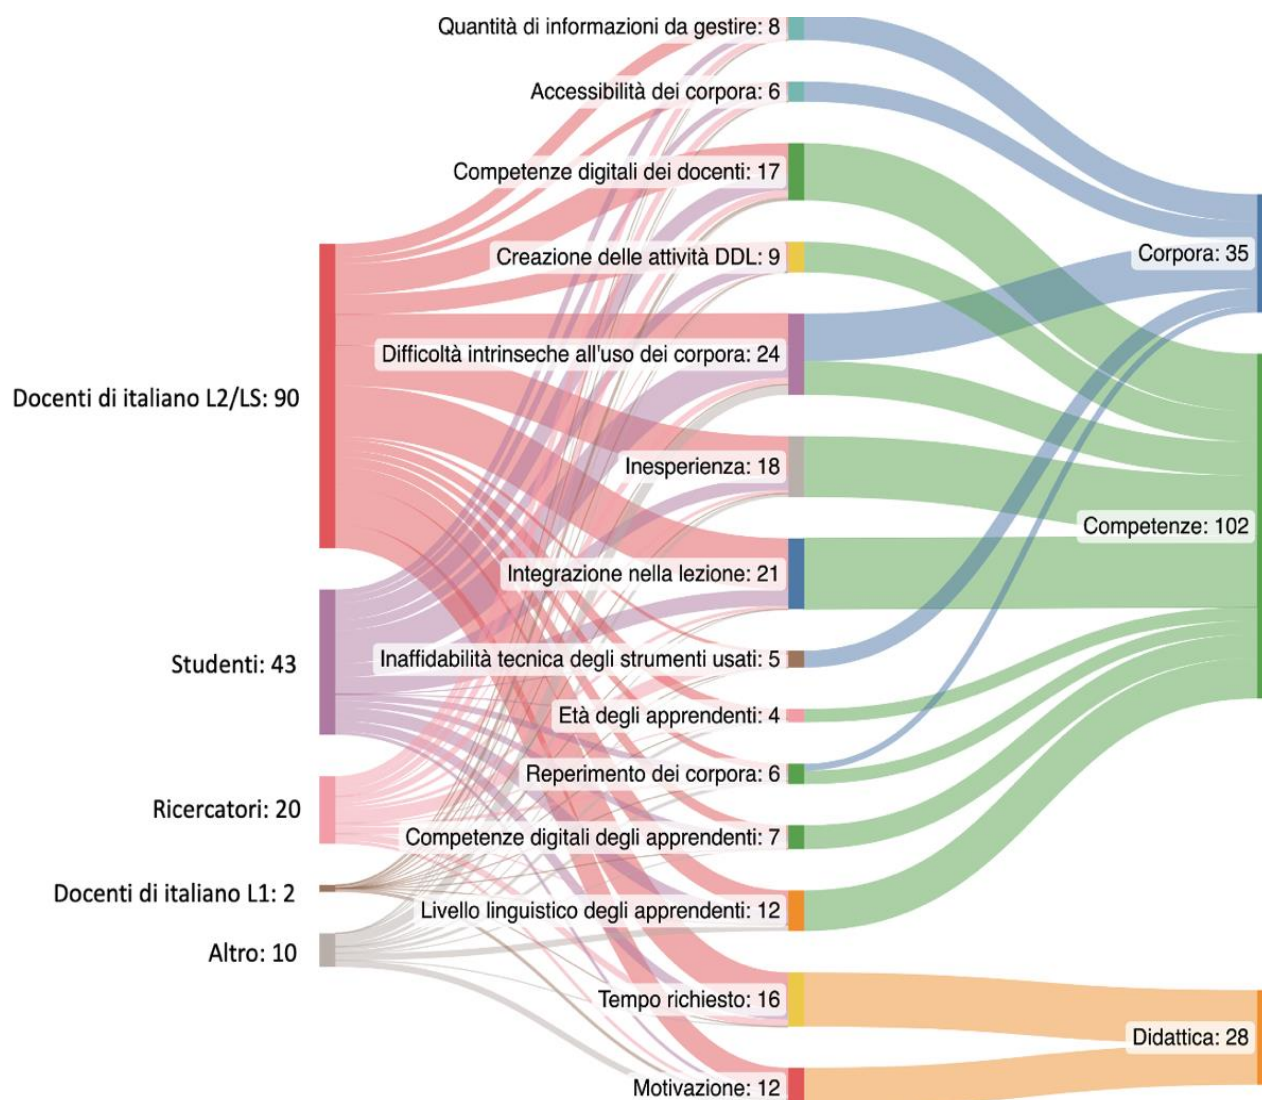 Quantità di informazioni da gestire: 8
Accessibilità dei corpora: 6
Competenze digitali dei docenti: 17
Creazione delle attività DDL: 9
Difficoltà intrinseche all'uso dei corpora: 24
Inesperienza: 18
Integrazione nella lezione: 21
Inaffidabilità tecnica degli strumenti usati: 5
Età degli apprendenti: 4
Reperimento dei corpora: 6
Competenze digitali degli apprendenti: 7
Livello linguistico degli apprendenti: 12
Tempo richiesto: 16
Motivazione: 12
Docenti di italiano L2/LS: 90
Studenti: 43
Ricercatori: 20
Docenti di italiano L1: 2
Altro: 10
Corpora: 35
Competenze: 102
Didattica: 28